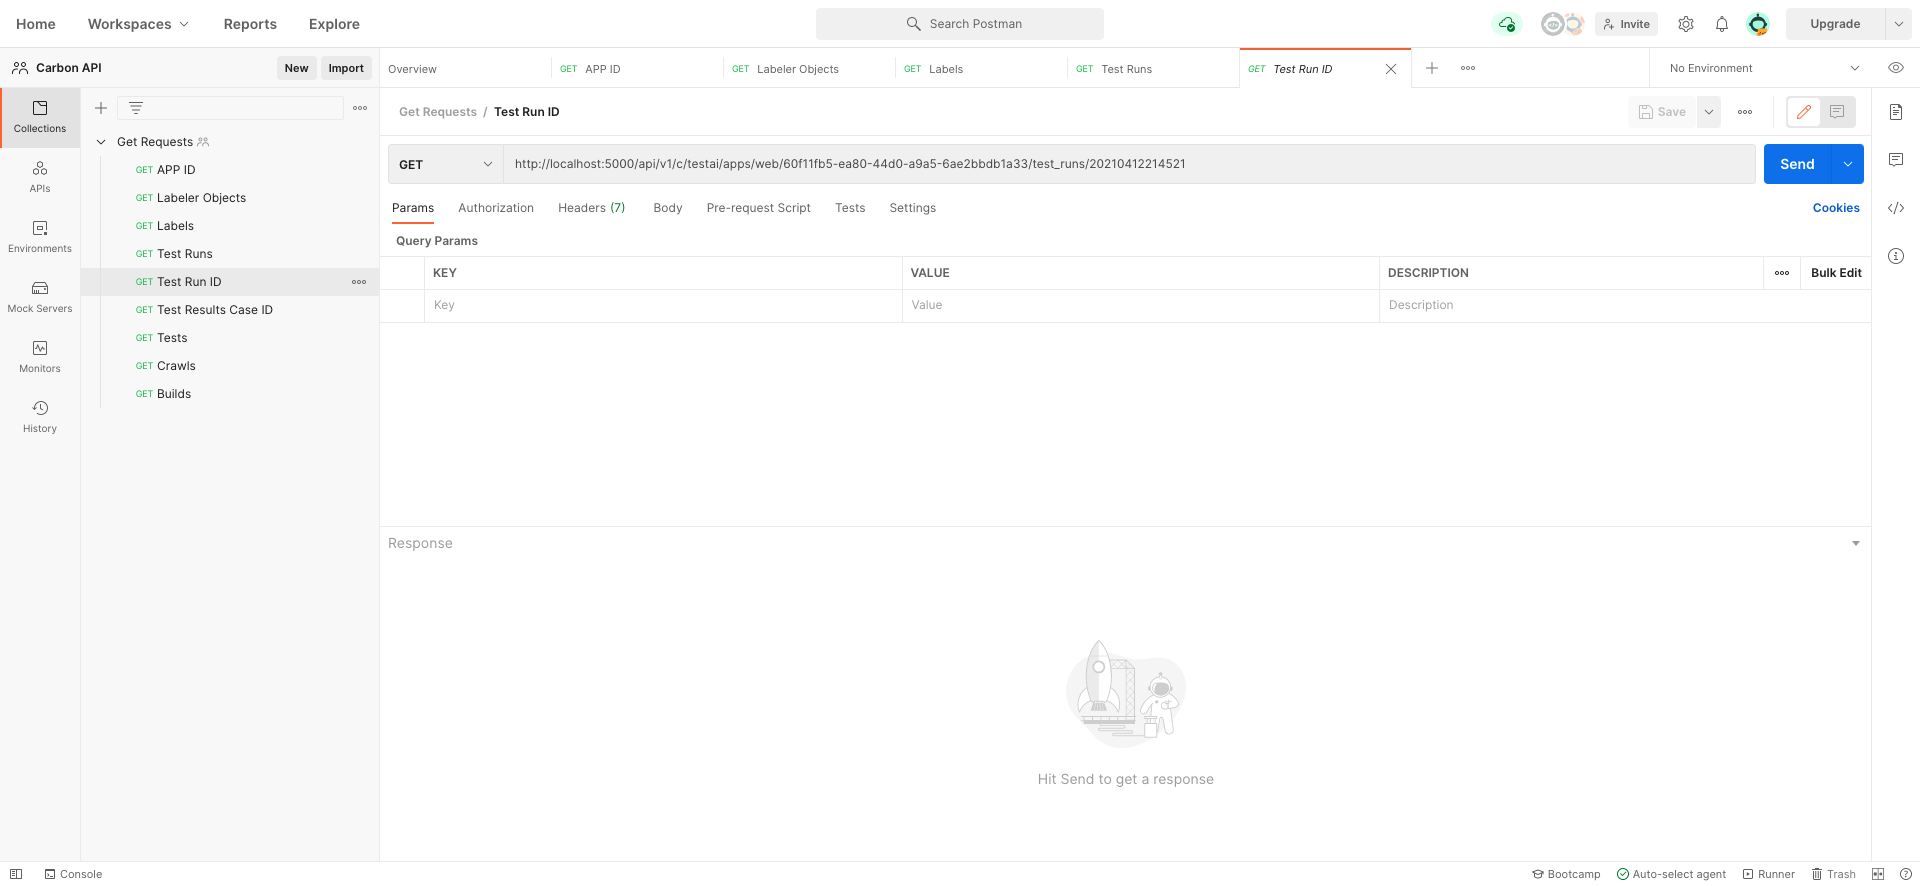 Home Workspaces Reports Explore Search Postman Invite Upgrade
Carbon API New Import
Overview GET APP ID GET Labeler Objects GET Labels GET Test Runs GET Test Run ID No Environment
Get Requests / Test Run ID Save
Collections
APIs
Environments
Mock Servers
Monitors
History
Get Requests
GET APP ID
GET Labeler Objects
GET Labels
GET Test Runs
GET Test Run ID
GET Test Results Case ID
GET Tests
GET Crawls
GET Builds
GET http://localhost:5000/api/v1/c/testai/apps/web/60f11fb5-ea80-44d0-a9a5-6ae2bbdb1a33/test_runs/20210412214521 Send
Params Authorization Headers (7) Body Pre-request Script Tests Settings Cookies
Query Params
KEY VALUE DESCRIPTION Bulk Edit
Key Value Description
Response
Hit Send to get a response
Console Bootcamp Auto-select agent Runner Trash